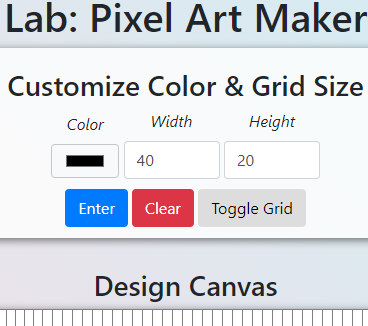 Lab: Pixel Art Maker
Customize Color & Grid Size
Color Width Height
40 20
Enter Clear Toggle Grid
Design Canvas